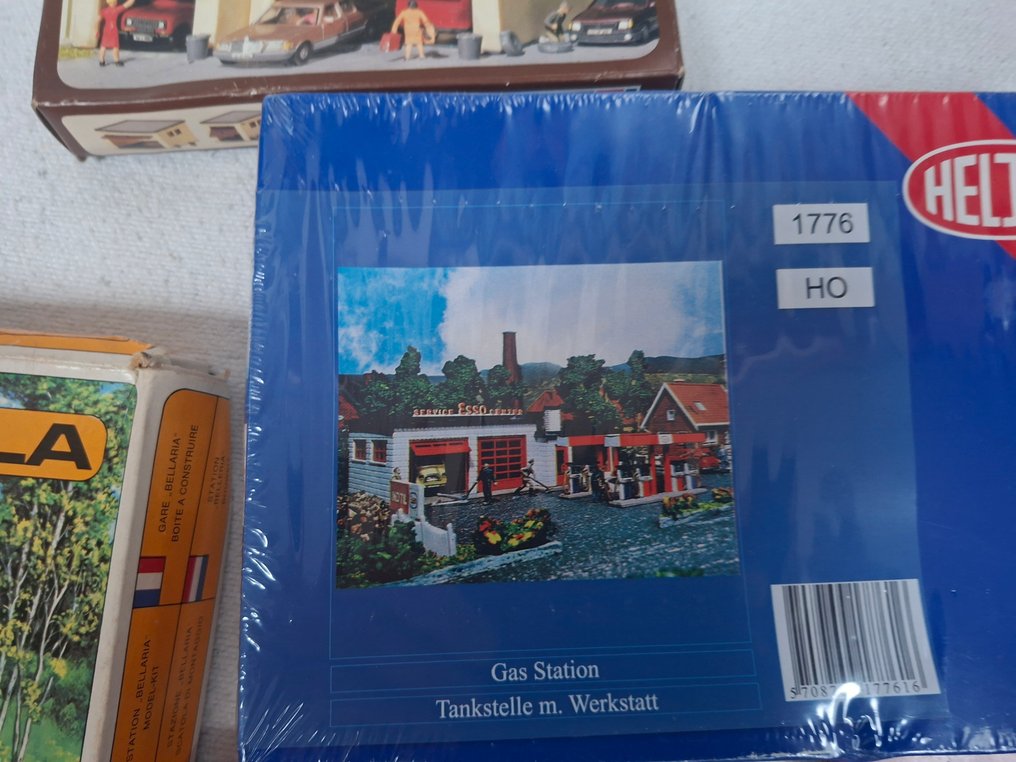 HELJ
1776
HO
SERVICE ESSO CENTER
Gas Station
Tankstelle m. Werkstatt
177616
LA
GARE „BELLARIA"
BOITE A CONSTRUIRE
STATION „BELLARIA"
MODEL-KIT
STAZIONE „BELLARIA"
SCATOLA DI MONTAGGIO